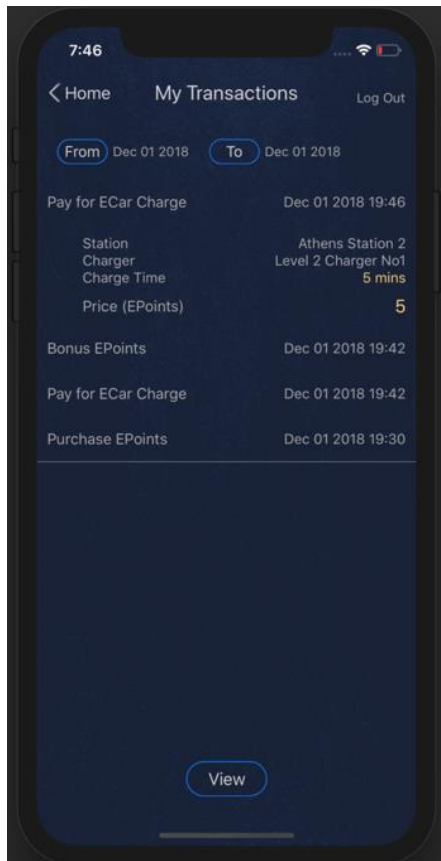 7:46
Home My Transactions Log Out
From Dec 01 2018 To Dec 01 2018
Pay for ECar Charge Dec 01 2018 19:46
Station Athens Station 2
Charger Level 2 Charger No1
Charge Time 5 mins
Price (EPoints) 5
Bonus EPoints Dec 01 2018 19:42
Pay for ECar Charge Dec 01 2018 19:42
Purchase EPoints Dec 01 2018 19:30
View